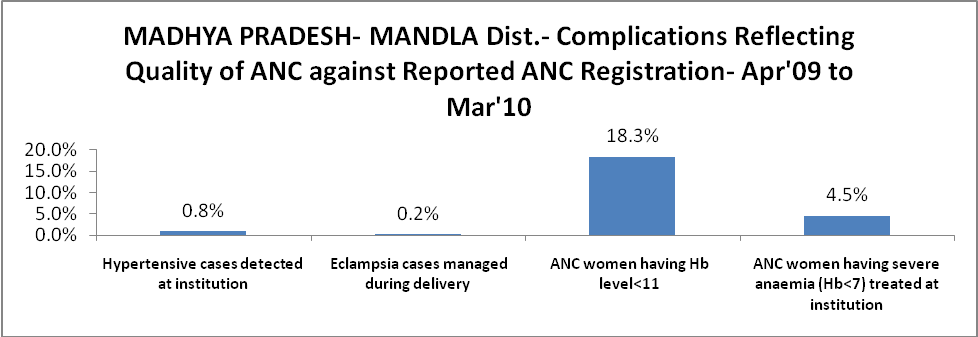 MADHYA PRADESH- MANDLA Dist.- Complications Reflecting
Quality of ANC against Reported ANC Registration- Apr'09 to
Mar'10
20.0%
15.0%
10.0%
5.0%
0.0%
0.8%
0.2%
18.3%
4.5%
Hypertensive cases detected
at institution
Eclampsia cases managed
during delivery
ANC women having Hb
level<11
ANC women having severe
anaemia (Hb<7) treated at
institution